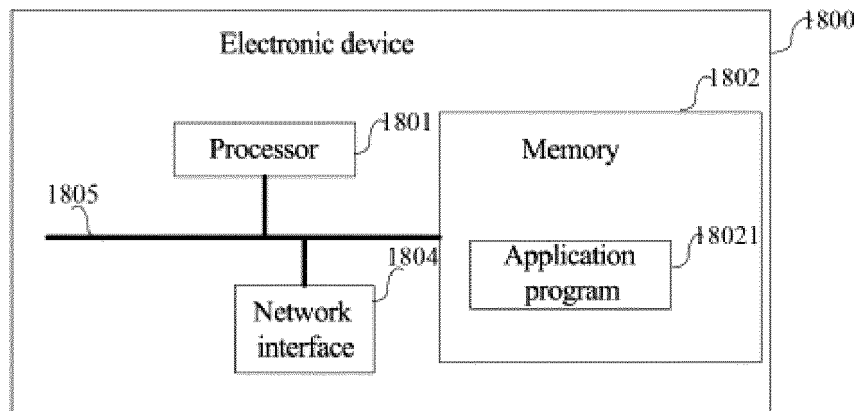 1800
Electronic device
1802
1801
Processor
Memory
1805
18021
Application
program
1804
Network
interface